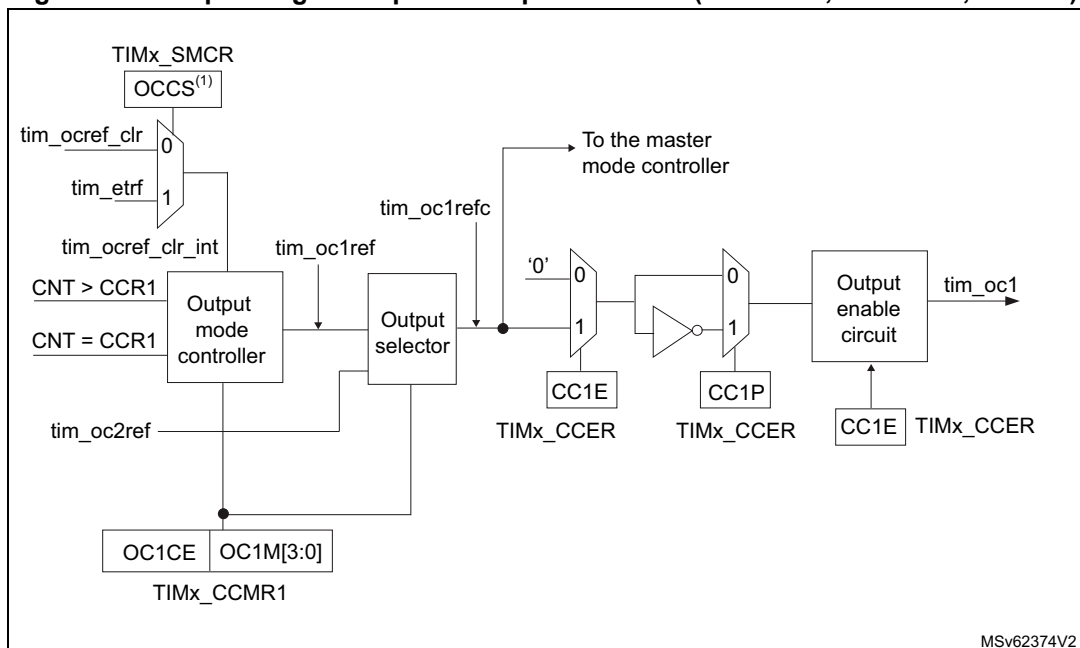 TIMx_SMCR
OCCS(1)
tim_ocref_clr
0
tim_etrf
1
tim_ocref_clr_int
To the master
mode controller
tim_oc1refc
tim_oc1ref
CNT > CCR1
CNT = CCR1
Output
mode
controller
Output
selector
'0'
0
1
0
1
Output
enable
circuit
tim_oc1
CC1E
TIMx_CCER
CC1P
TIMx_CCER
CC1E
TIMx_CCER
tim_oc2ref
OC1CE
OC1M[3:0]
TIMx_CCMR1
MSv62374V2